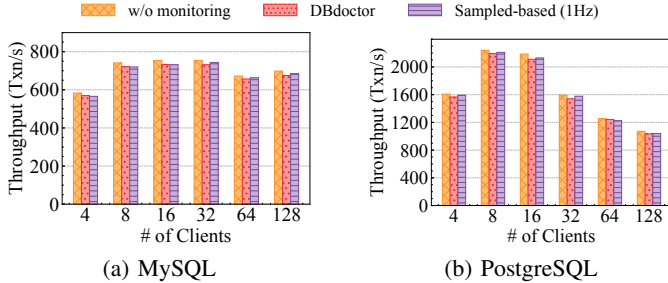 w/o monitoring DBdoctor Sampled-based (1Hz)
Throughput (Txn/s)
800
600
400
200
0
4 8 16 32 64 128
# of Clients
(a) MySQL
Throughput (Txn/s)
2000
1600
1200
800
400
0
4 8 16 32 64 128
# of Clients
(b) PostgreSQL